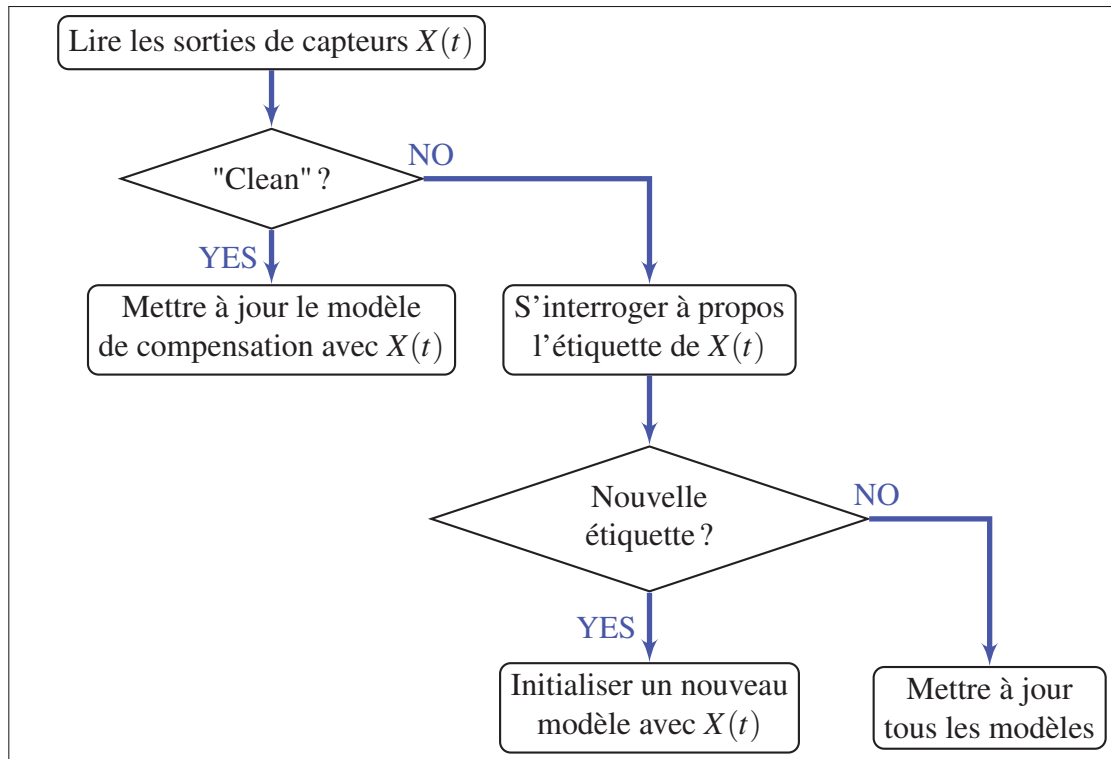 Lire les sorties de capteurs X(t)
"Clean" ?
NO
YES
Mettre à jour le modèle
de compensation avec X(t)
S'interroger à propos
l'étiquette de X(t)
Nouvelle
étiquette ?
NO
YES
Initialiser un nouveau
modèle avec X(t)
Mettre à jour
tous les modèles